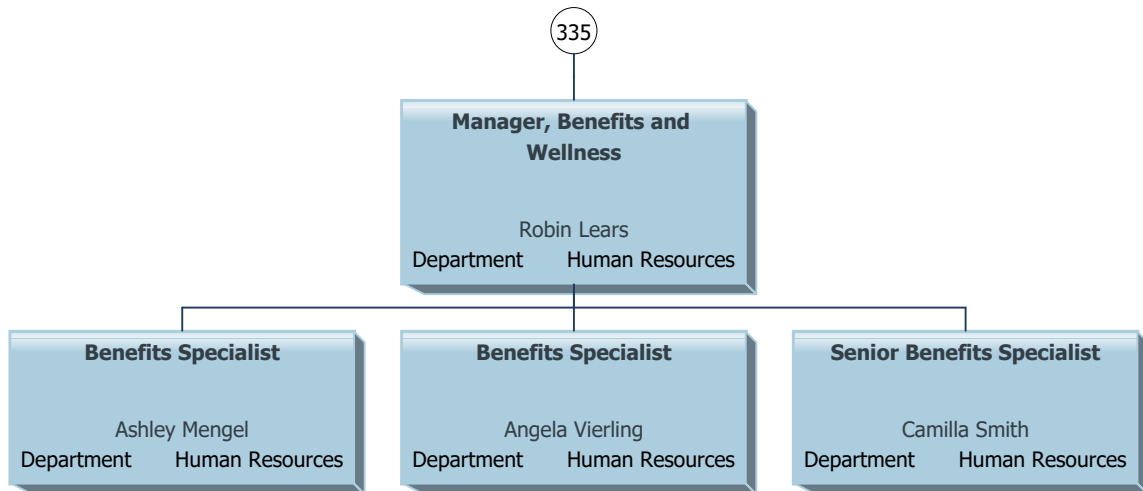 335
Manager, Benefits and
Wellness
Robin Lears
Department Human Resources
Benefits Specialist
Ashley Mengel
Department Human Resources
Benefits Specialist
Angela Vierling
Department Human Resources
Senior Benefits Specialist
Camilla Smith
Department Human Resources